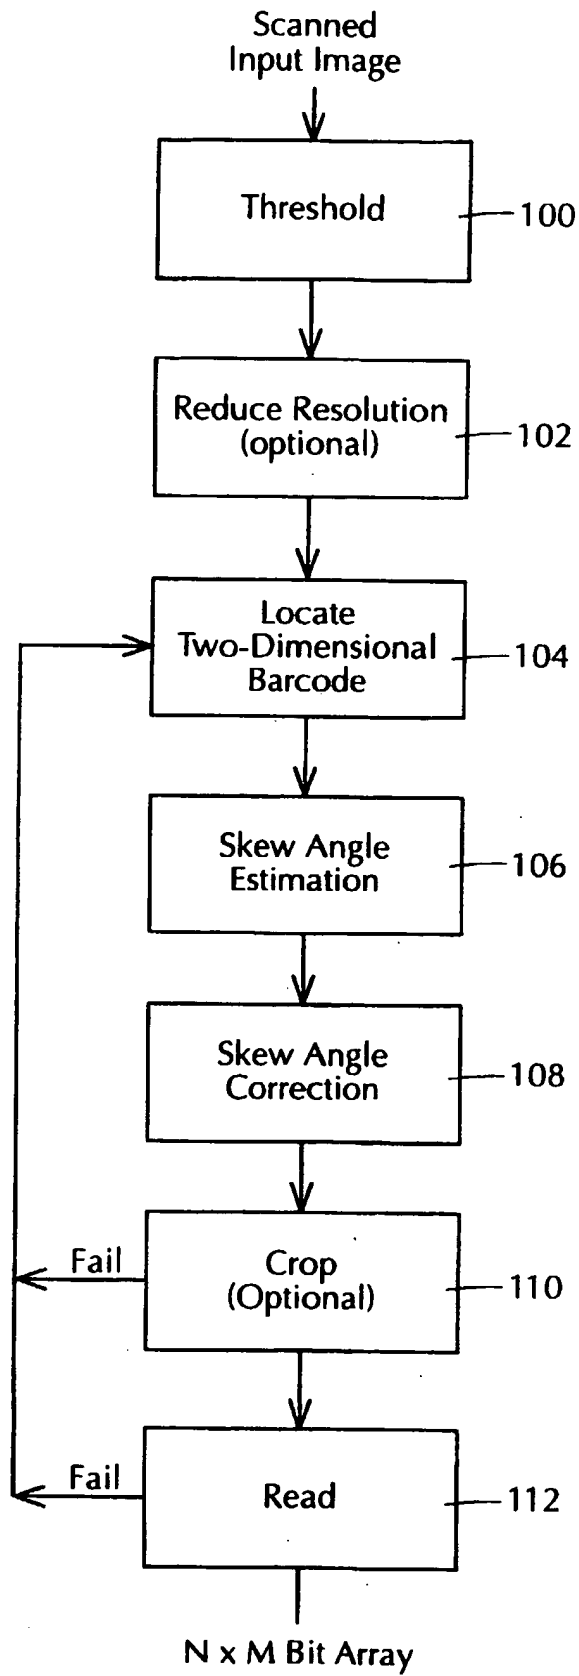 Scanned
Input Image
Threshold
100
Reduce Resolution
(optional)
102
Locate
Two-Dimensional
Barcode
104
Skew Angle
Estimation
106
Skew Angle
Correction
108
Fail
Crop
(Optional)
110
Fail
Read
112
N x M Bit Array